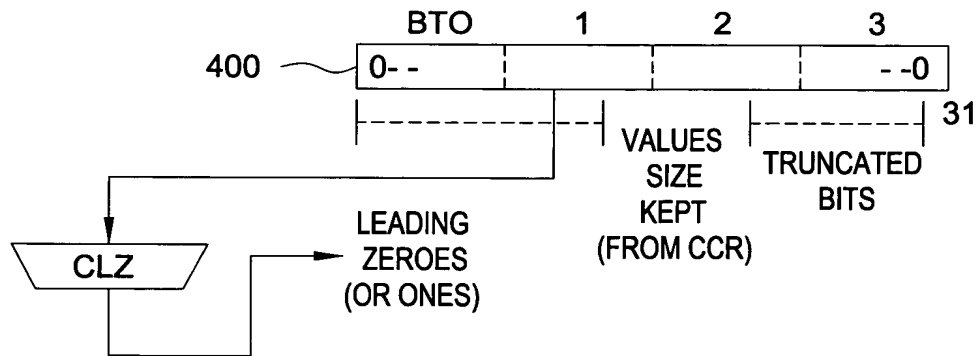 BTO 1 2 3
400
0-- --0
31
VALUES
SIZE
KEPT
(FROM CCR)
TRUNCATED
BITS
LEADING
ZEROES
(OR ONES)
CLZ